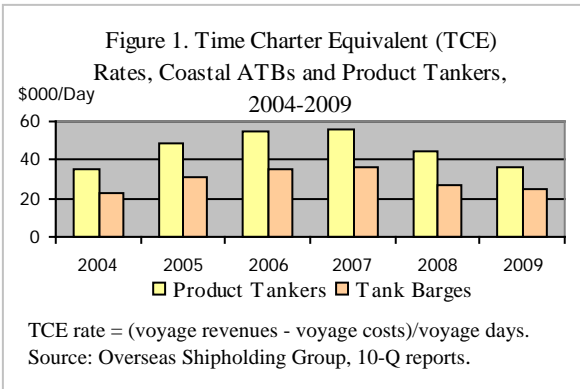 Figure 1. Time Charter Equivalent (TCE)
Rates, Coastal ATBs and Product Tankers,
$000/Day
2004-2009
60
40
20
0
2004 2005 2006 2007 2008 2009
Product Tankers Tank Barges
TCE rate = (voyage revenues - voyage costs)/voyage days.
Source: Overseas Shipholding Group, 10-Q reports.